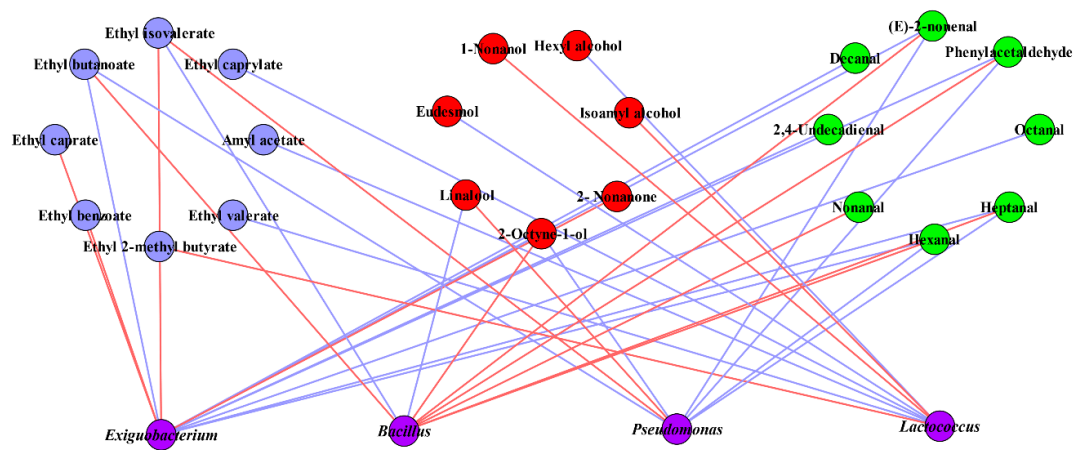 Ethyl isovalerate
Ethyl butanoate
Ethyl caprylate
Ethyl caprate
Amyl acetate
Ethyl benzoate
Ethyl valerate
Ethyl 2-methyl butyrate
1-Nonanol
Hexyl alcohol
Eudesmol
Isoamyl alcohol
Linalool
2- Nonanone
2-Octyne-1-ol
(E)-2-nonenal
Decanal
Phenylacetaldehyde
2,4-Undecadienal
Octanal
Nonanal
Heptanal
Hexanal
Exiguobacterium
Bacillus
Pseudomonas
Lactococcus